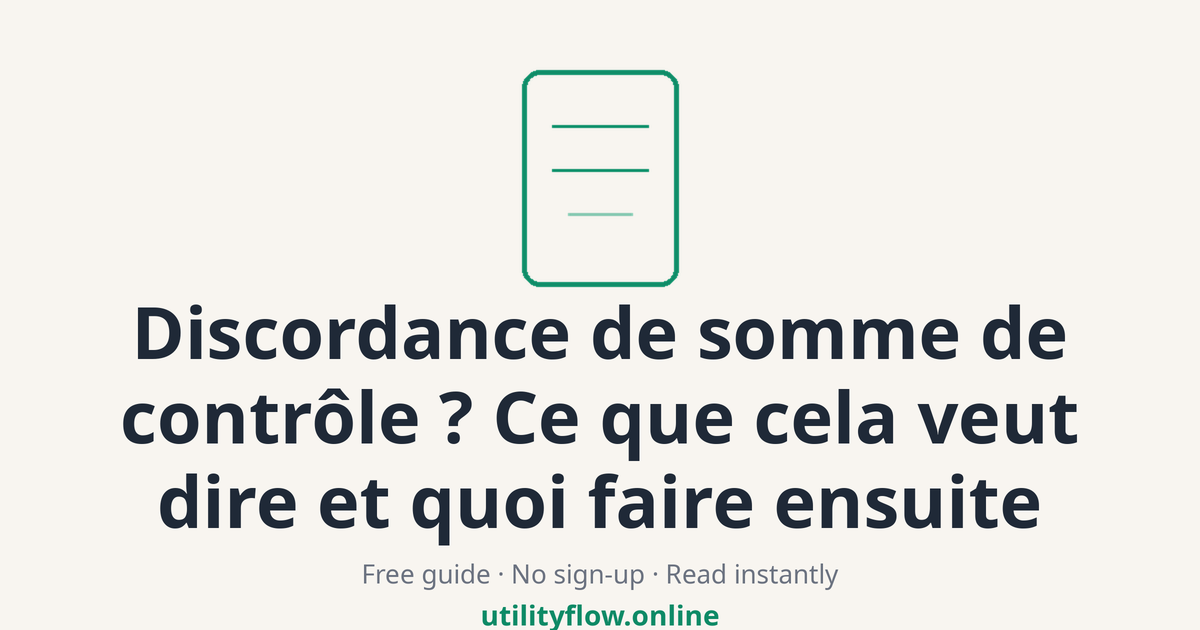 Discordance de somme de
contrôle ? Ce que cela veut
dire et quoi faire ensuite
Free guide · No sign-up · Read instantly
utilityflow.online